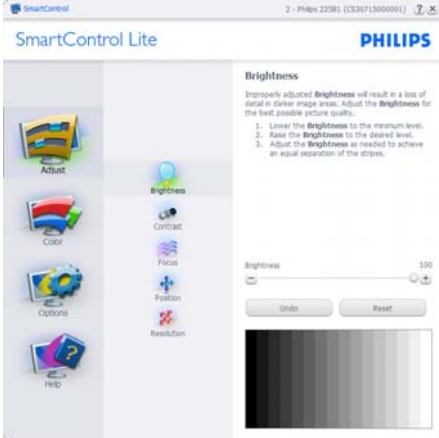 SmartControl
2 - Philips 225B1 (CS30715000001)
SmartControl Lite
PHILIPS
Adjust
Color
Options
Help
Brightness
Contrast
Focus
Position
Resolution
Brightness
Improperly adjusted Brightness will result in a loss of
detail in darker image areas. Adjust the Brightness for
the best possible picture quality.
1. Lower the Brightness to the minimum level.
2. Raise the Brightness to the desired level.
3. Adjust the Brightness as needed to achieve
an equal separation of the stripes.
Brightness 100
Undo Reset